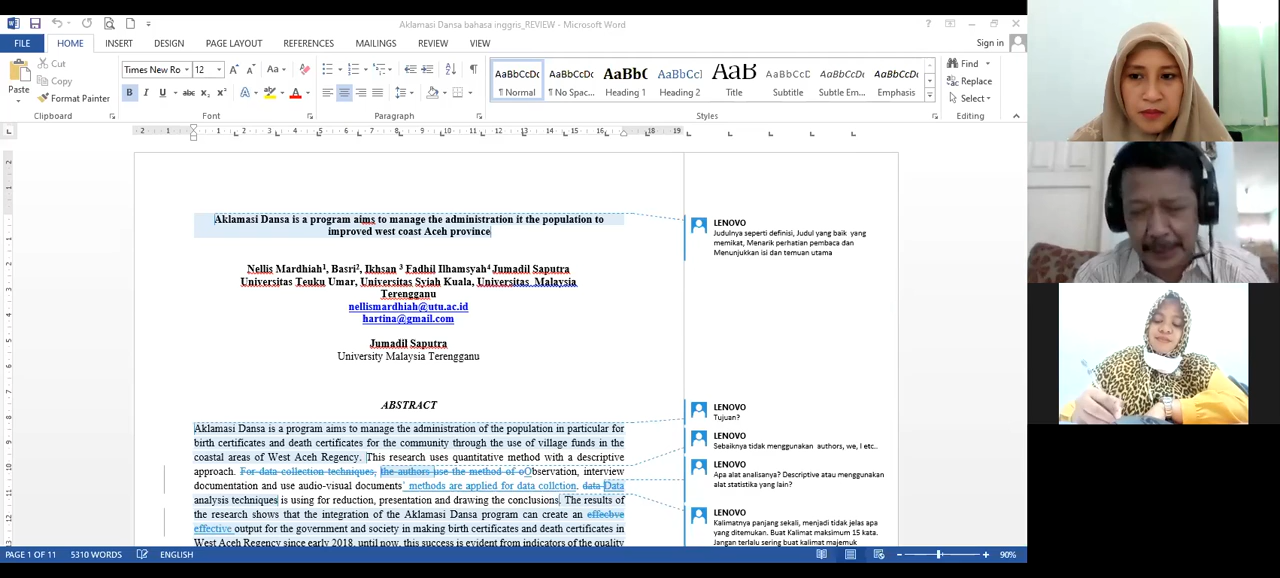 Aklamasi Dansa bahasa inggris_REVIEW - Microsoft Word
FILE HOME INSERT DESIGN PAGE LAYOUT REFERENCES MAILINGS REVIEW VIEW Sign in
Paste
Cut
Copy
Format Painter
Times New Ro 12
Aa
B I U abc x₂ x²
AaBbCcDc AaBbCcDc AaBbC AaBbCcI AaB AaBbCcD AaBbCcDc AaBbCcDc
¶ Normal ¶ No Spac... Heading 1 Heading 2 Title Subtitle Subtle Em... Emphasis
Find
Replace
Select
Clipboard Font Paragraph Styles Editing
Aklamasi Dansa is a program aims to manage the administration it the population to
improved west coast Aceh province
LENOVO
Judulnya seperti definisi, Judul yang baik yang
memikat, Menarik perhatian pembaca dan
Menunjukkan isi dan temuan utama
Nellis Mardhiah¹, Basri², Ikhsan ³ Fadhil Ilhamsyah⁴ Jumadil Saputra
Universitas Teuku Umar, Universitas Syiah Kuala, Universitas Malaysia
Terengganu
nellismardhiah@utu.ac.id
hartina@gmail.com
Jumadil Saputra
University Malaysia Terengganu
ABSTRACT
Aklamasi Dansa is a program aims to manage the administration of the population in particular for
birth certificates and death certificates for the community through the use of village funds in the
coastal areas of West Aceh Regency. This research uses quantitative method with a descriptive
approach. For data collection techniques, the authors use the method of oObservation, interview
documentation and use audio-visual documents' methods are applied for data collction. data Data
analysis techniques is using for reduction, presentation and drawing the conclusions. The results of
the research shows that the integration of the Aklamasi Dansa program can create an effecbve
effective output for the government and society in making birth certificates and death certificates in
West Aceh Regency since early 2018, until now, this success is evident from indicators of the quality
LENOVO
Tujuan?
LENOVO
Sebaiknya tidak menggunakan authors, we, I etc..
LENOVO
Apa alat analisanya? Descriptive atau menggunakan
alat statistika yang lain?
LENOVO
Kalimatnya panjang sekali, menjadi tidak jelas apa
yang ditemukan. Buat Kalimat maksimum 15 kata.
Jangan terlalu sering buat kalimat majemuk
PAGE 1 OF 11 5310 WORDS ENGLISH 90%